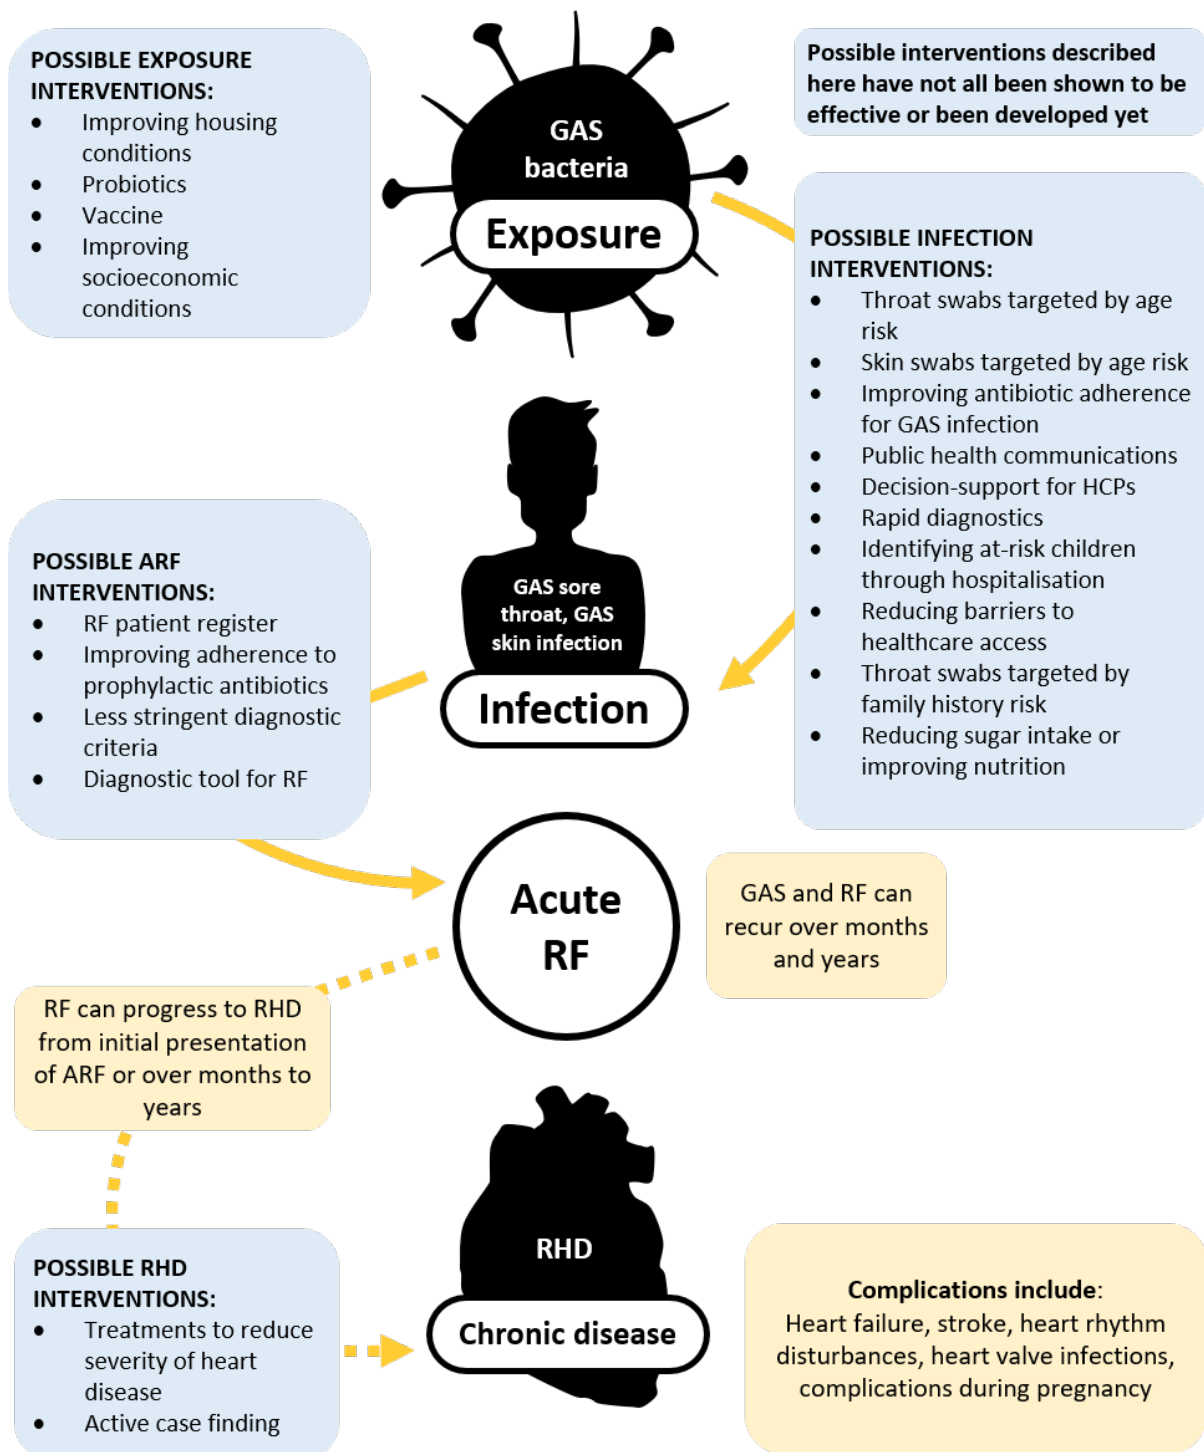 POSSIBLE EXPOSURE
INTERVENTIONS:
• Improving housing
conditions
• Probiotics
• Vaccine
• Improving
socioeconomic
conditions
GAS
bacteria
Exposure
Possible interventions described
here have not all been shown to be
effective or been developed yet
POSSIBLE INFECTION
INTERVENTIONS:
• Throat swabs targeted by age
risk
• Skin swabs targeted by age risk
• Improving antibiotic adherence
for GAS infection
• Public health communications
• Decision-support for HCPs
• Rapid diagnostics
• Identifying at-risk children
through hospitalisation
• Reducing barriers to
healthcare access
• Throat swabs targeted by
family history risk
• Reducing sugar intake or
improving nutrition
GAS sore
throat, GAS
skin infection
Infection
POSSIBLE ARF
INTERVENTIONS:
• RF patient register
• Improving adherence to
prophylactic antibiotics
• Less stringent diagnostic
criteria
• Diagnostic tool for RF
Acute
RF
GAS and RF can
recur over months
and years
RF can progress to RHD
from initial presentation
of ARF or over months to
years
RHD
Chronic disease
POSSIBLE RHD
INTERVENTIONS:
• Treatments to reduce
severity of heart
disease
• Active case finding
Complications include:
Heart failure, stroke, heart rhythm
disturbances, heart valve infections,
complications during pregnancy